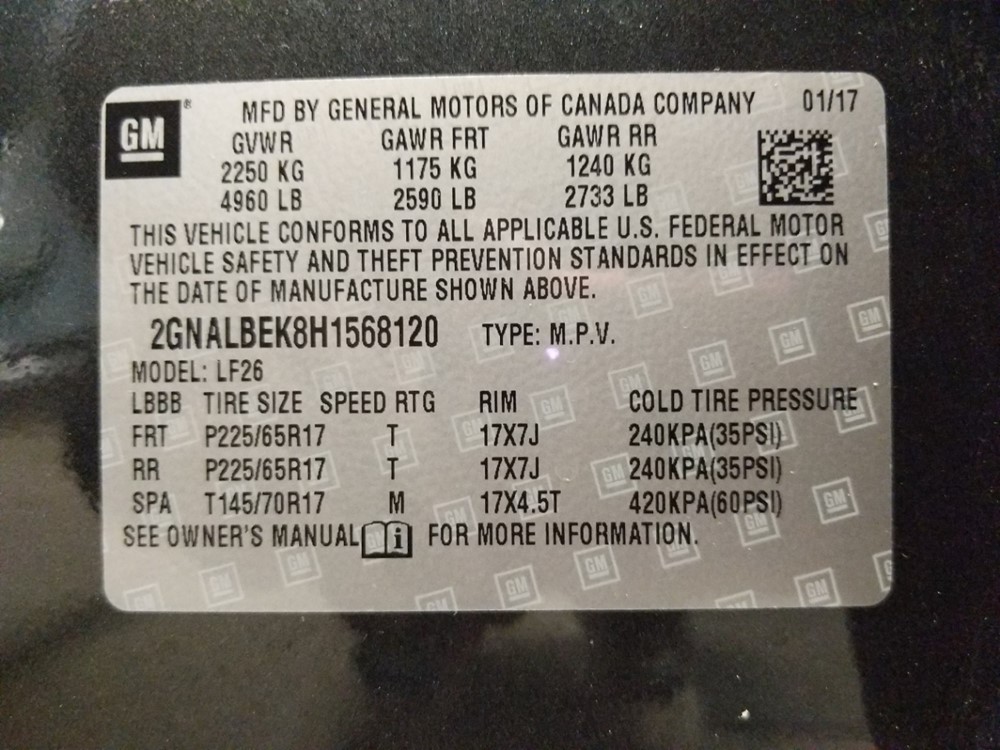 GM ® MFD BY GENERAL MOTORS OF CANADA COMPANY 01/17
GVWR GAWR FRT GAWR RR
2250 KG 1175 KG 1240 KG
4960 LB 2590 LB 2733 LB
THIS VEHICLE CONFORMS TO ALL APPLICABLE U.S. FEDERAL MOTOR
VEHICLE SAFETY AND THEFT PREVENTION STANDARDS IN EFFECT ON
THE DATE OF MANUFACTURE SHOWN ABOVE.
2GNALBEK8H1568120 TYPE: M.P.V.
MODEL: LF26
LBBB TIRE SIZE SPEED RTG RIM COLD TIRE PRESSURE
FRT P225/65R17 T 17X7J 240KPA(35PSI)
RR P225/65R17 T 17X7J 240KPA(35PSI)
SPA T145/70R17 M 17X4.5T 420KPA(60PSI)
SEE OWNER'S MANUAL i FOR MORE INFORMATION.